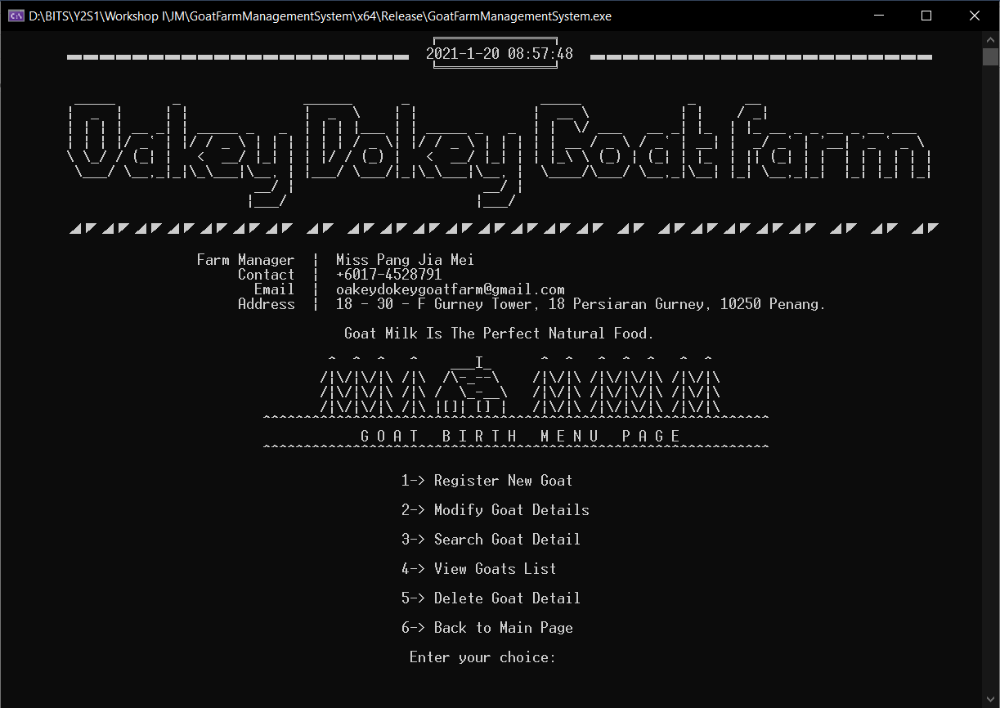 D:\BITS\Y2S1\Workshop I\JM\GoatFarmManagementSystem\x64\Release\GoatFarmManagementSystem.exe
2021-1-20 08:57:48
Oakey Dokey Goat farm
Farm Manager | Miss Pang Jia Mei
Contact | +6017-4528791
Email | oakeydokeygoatfarm@gmail.com
Address | 18 - 30 - F Gurney Tower, 18 Persiaran Gurney, 10250 Penang.
Goat Milk Is The Perfect Natural Food.
G O A T   B I R T H   M E N U   P A G E
1-> Register New Goat
2-> Modify Goat Details
3-> Search Goat Detail
4-> View Goats List
5-> Delete Goat Detail
6-> Back to Main Page
Enter your choice: